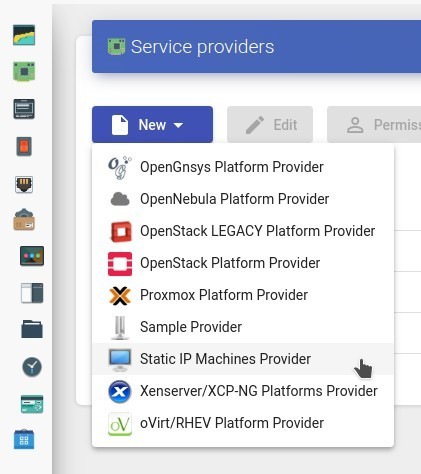 Service providers
New
Edit
OpenGnsys Platform Provider
OpenNebula Platform Provider
OpenStack LEGACY Platform Provider
OpenStack Platform Provider
Proxmox Platform Provider
Sample Provider
Static IP Machines Provider
Xenserver/XCP-NG Platforms Provider
oVirt/RHEV Platform Provider